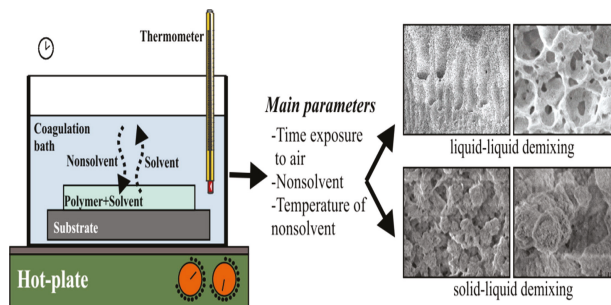 Thermometer
Coagulation
bath
Nonsolvent
Solvent
Polymer+Solvent
Substrate
Hot-plate
Main parameters
-Time exposure
to air
-Nonsolvent
-Temperature of
nonsolvent
liquid-liquid demixing
solid-liquid demixing